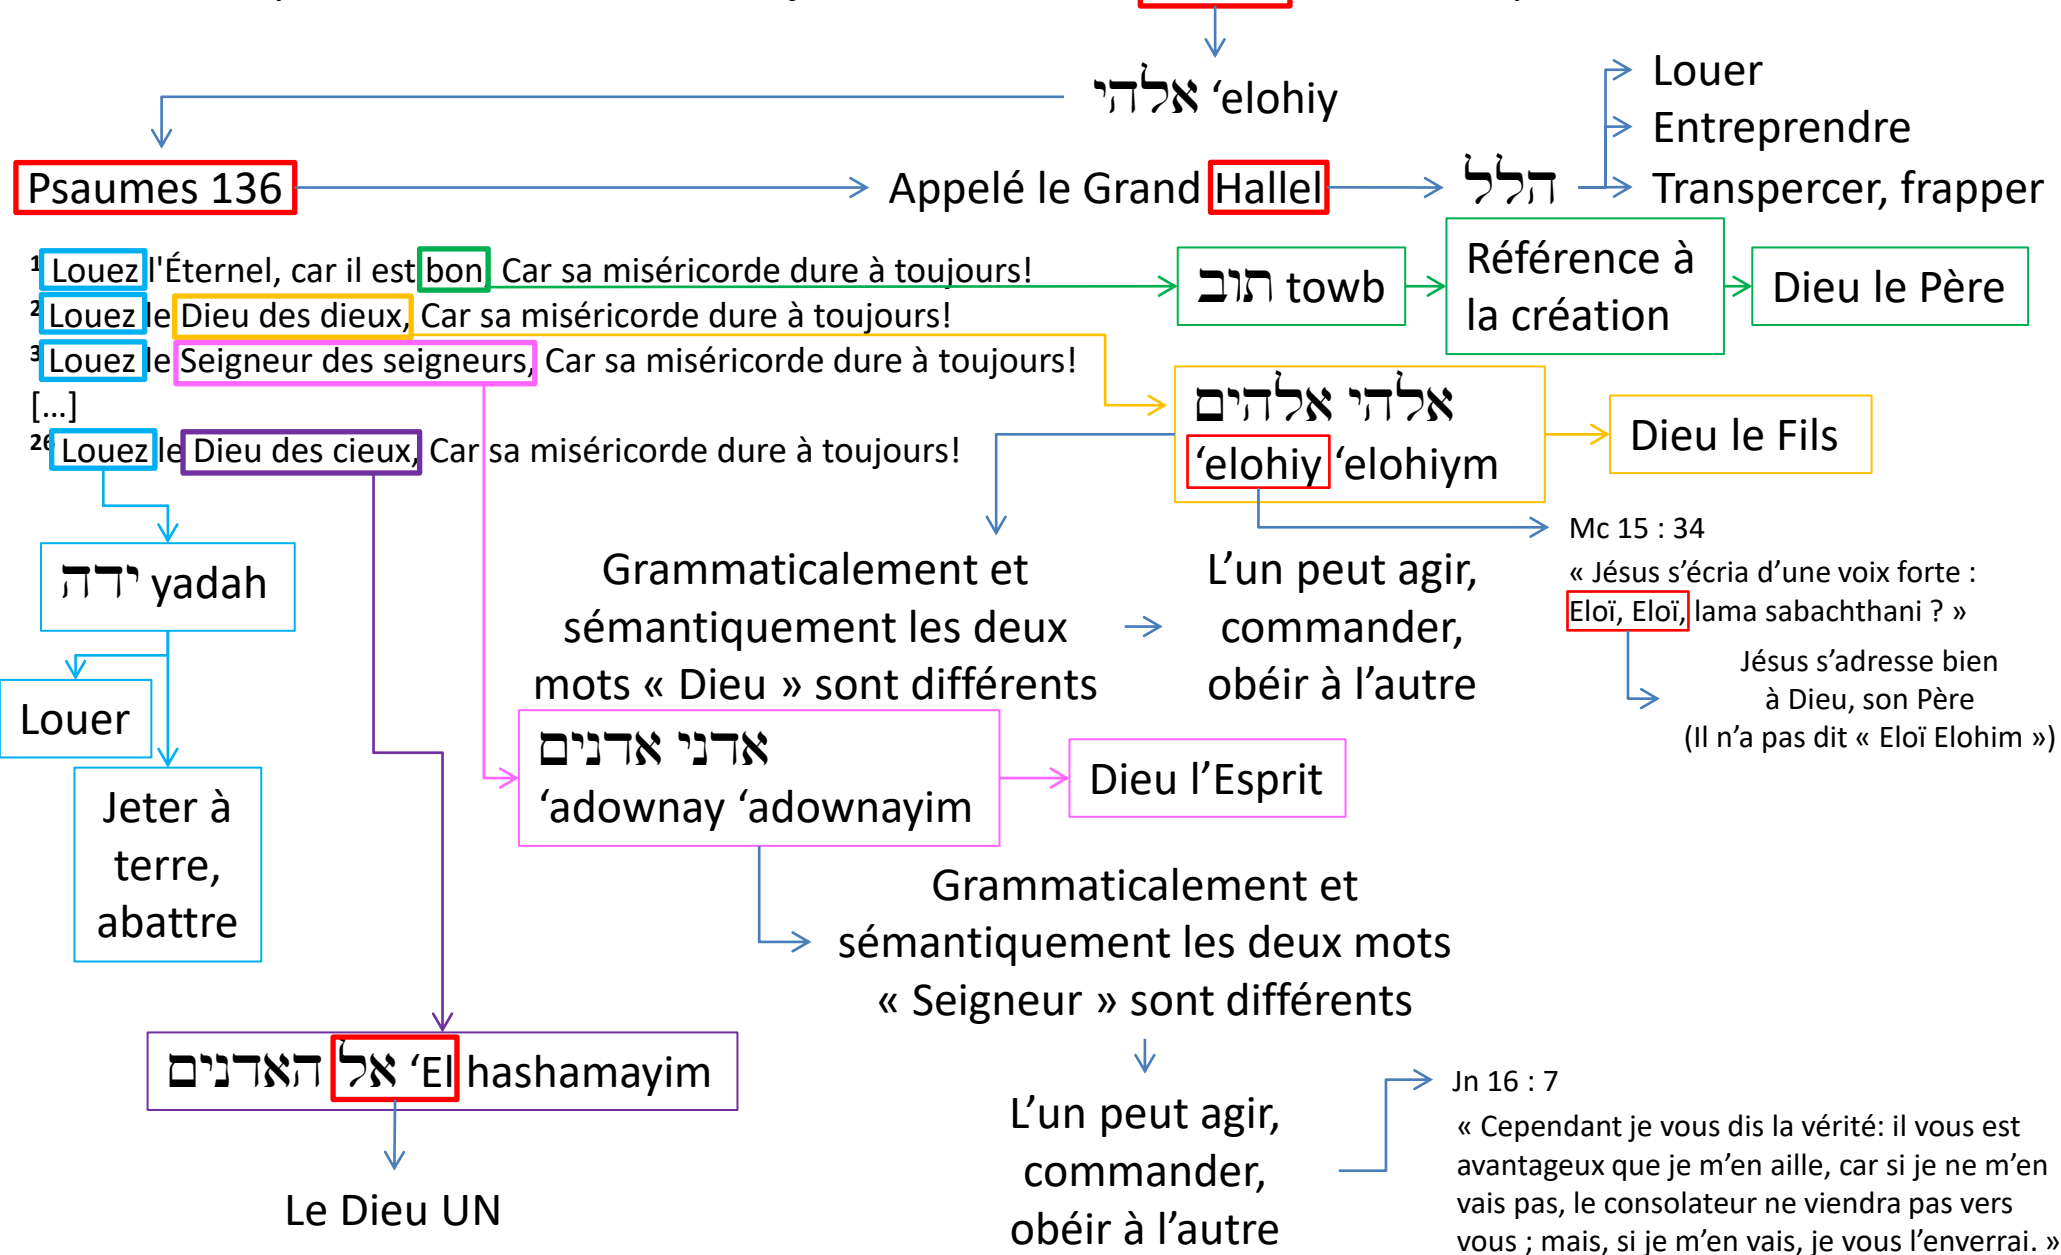 אלהי ‘elohiy
Louer
Entreprendre
Transpercer, frapper
Psaumes 136
Appelé le Grand Hallel
הלל
1 Louez l'Éternel, car il est bon Car sa miséricorde dure à toujours!
2 Louez le Dieu des dieux, Car sa miséricorde dure à toujours!
3 Louez le Seigneur des seigneurs, Car sa miséricorde dure à toujours!
[…]
26 Louez le Dieu des cieux, Car sa miséricorde dure à toujours!
תוב towb
Référence à
la création
Dieu le Père
אלהי אלהים
‘elohiy ‘elohiym
Dieu le Fils
Mc 15 : 34
« Jésus s’écria d’une voix forte :
Eloï, Eloï, lama sabachthani ? »
Jésus s’adresse bien
à Dieu, son Père
(Il n’a pas dit « Eloï Elohim »)
Grammaticalement et
sémantiquement les deux
mots « Dieu » sont différents
L’un peut agir,
commander,
obéir à l’autre
ידה yadah
Louer
Jeter à
terre,
abattre
אדני אדנים
‘adownay ‘adownayim
Dieu l’Esprit
Grammaticalement et
sémantiquement les deux mots
« Seigneur » sont différents
L’un peut agir,
commander,
obéir à l’autre
אל האדנים ‘El hashamayim
Le Dieu UN
Jn 16 : 7
« Cependant je vous dis la vérité: il vous est
avantageux que je m’en aille, car si je ne m’en
vais pas, le consolateur ne viendra pas vers
vous ; mais, si je m’en vais, je vous l’enverrai. »